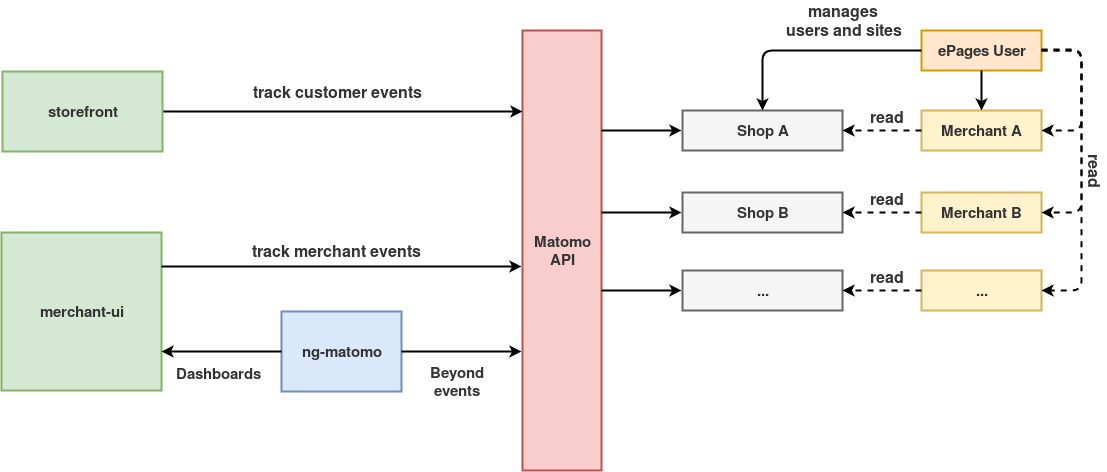 manages
users and sites
ePages User
storefront
track customer events
Shop A
read
Merchant A
read
Shop B
read
Merchant B
Matomo
API
track merchant events
...
read
...
merchant-ui
ng-matomo
Dashboards
Beyond
events